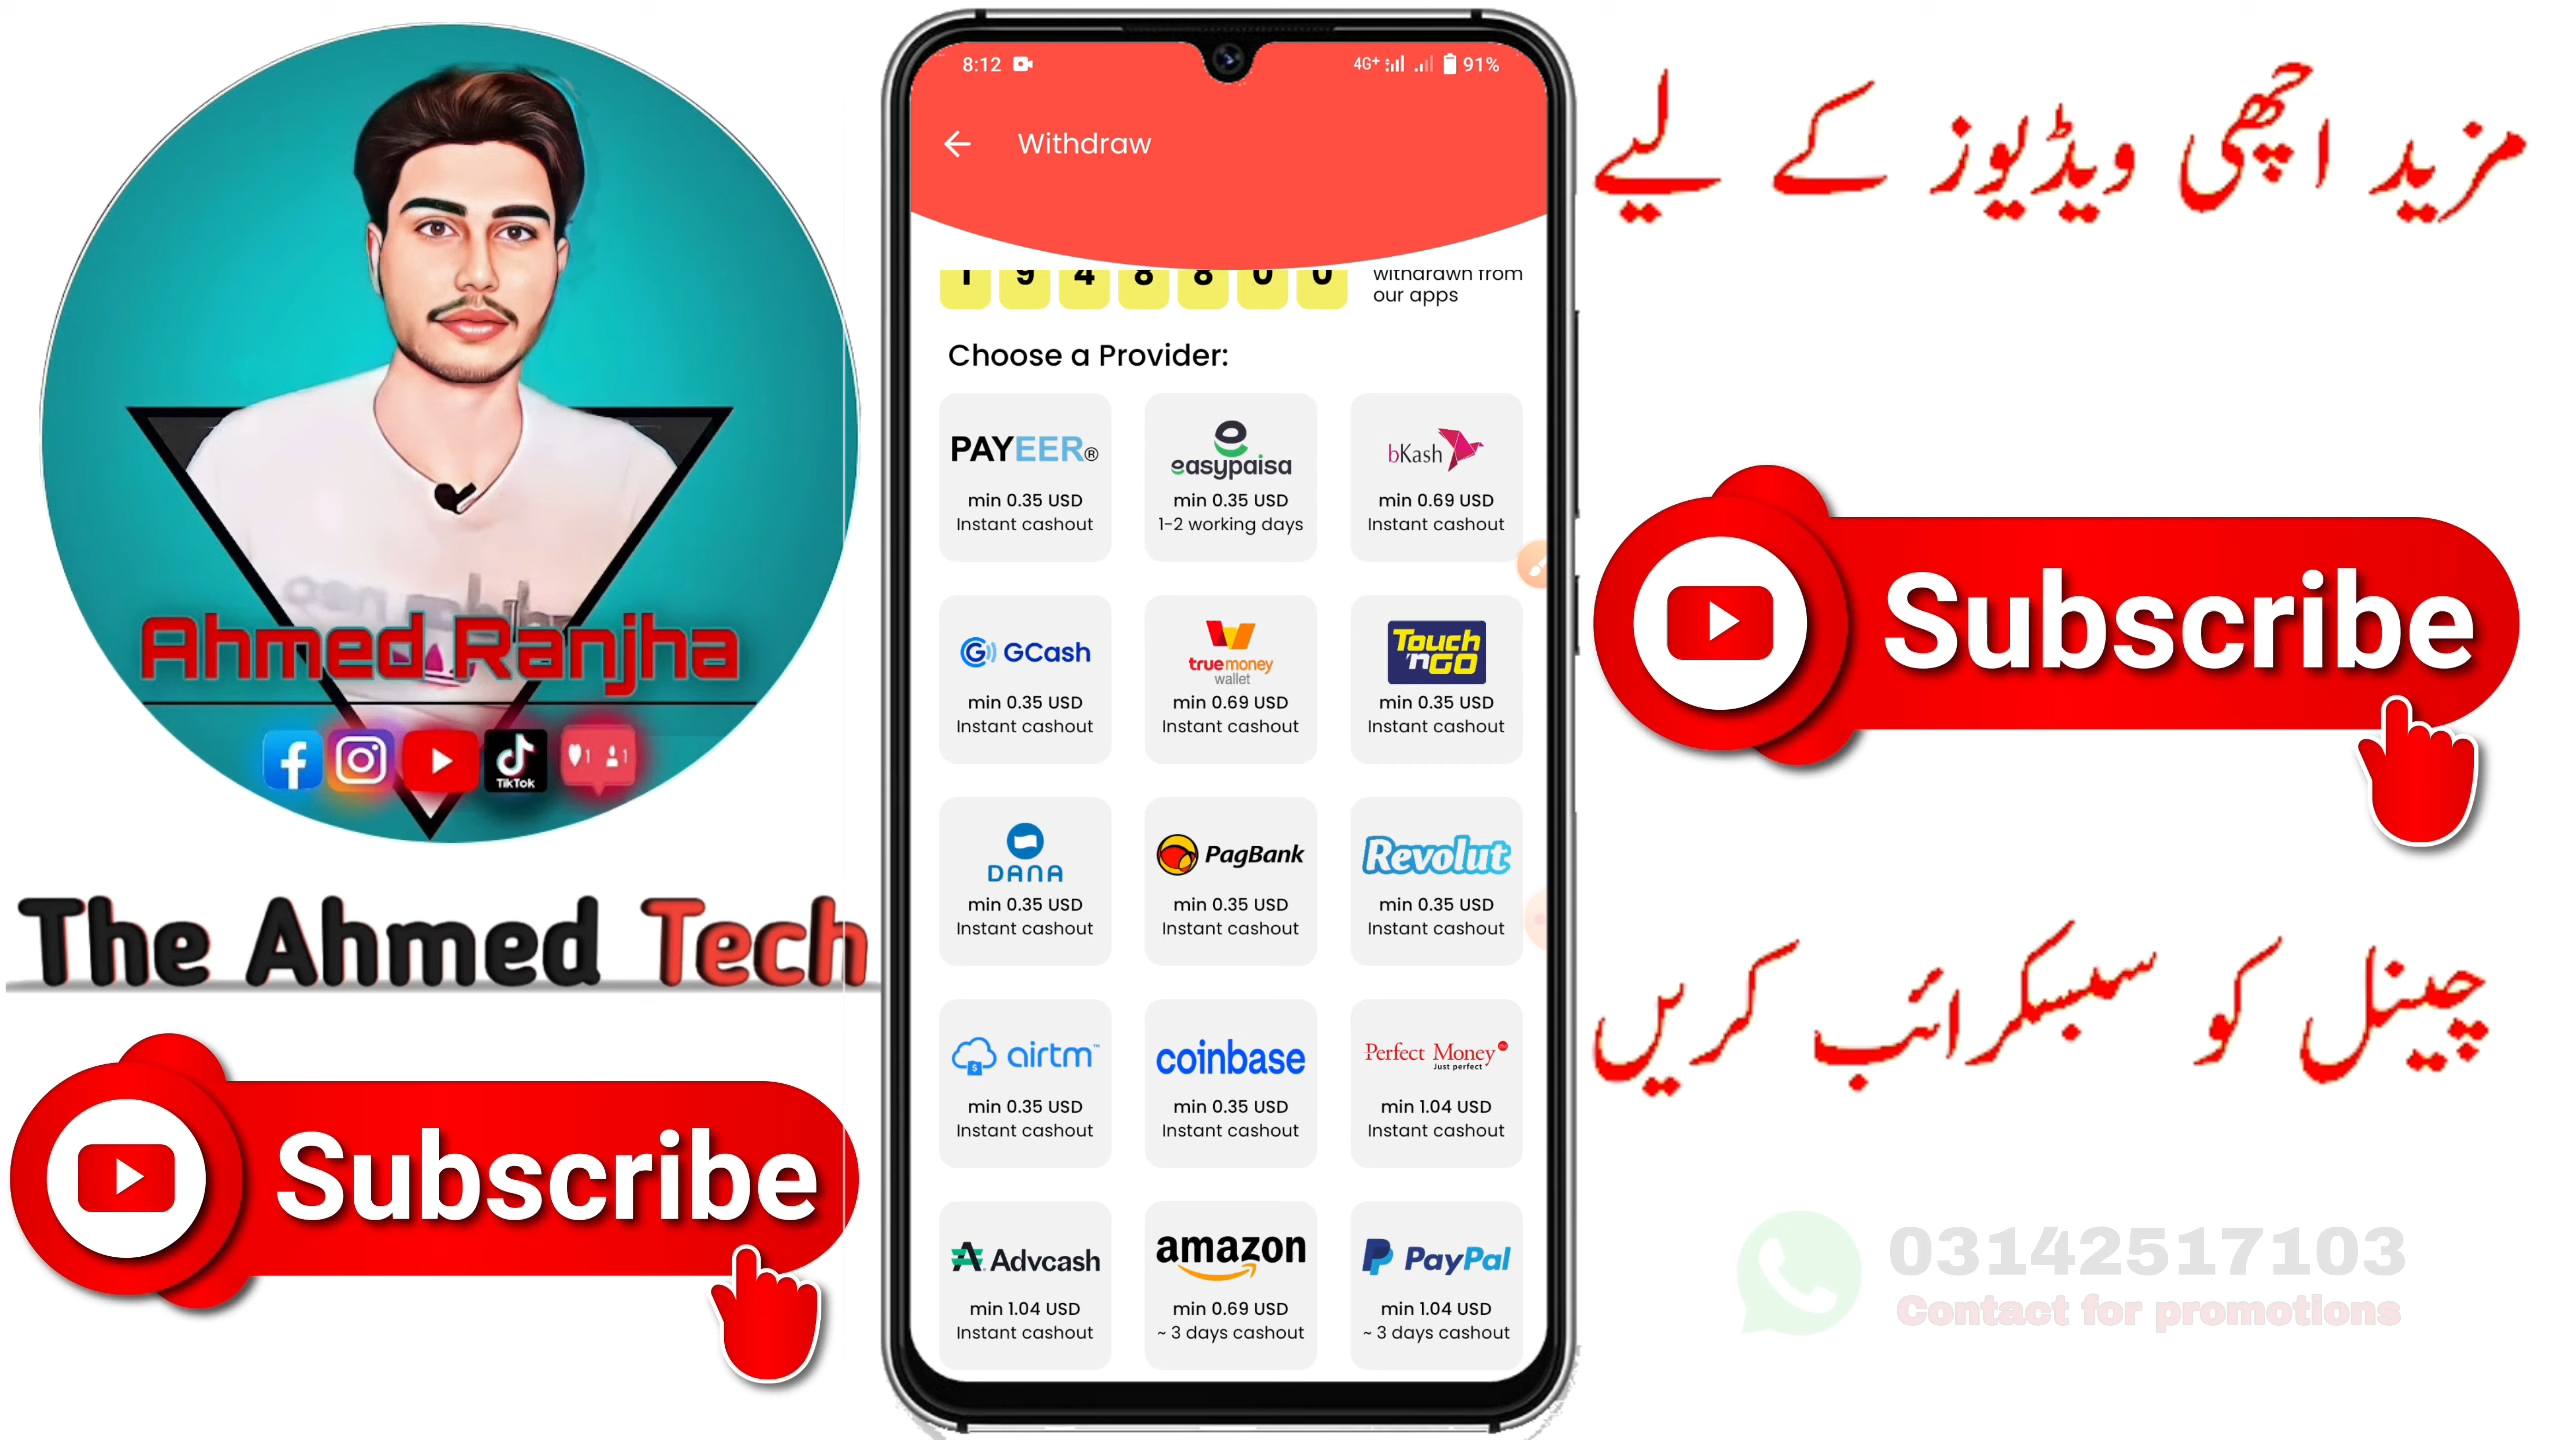 Ahmed Ranjha
TikTok
1 1
The Ahmed Tech
Subscribe
8:12
4G+ 91%
Withdraw
1 9 4 8 8 0 0
withdrawn from
our apps
Choose a Provider:
PAYEER®
min 0.35 USD
Instant cashout
easypaisa
min 0.35 USD
1-2 working days
bKash
min 0.69 USD
Instant cashout
GCash
min 0.35 USD
Instant cashout
truemoney
wallet
min 0.69 USD
Instant cashout
Touch
'nGO
min 0.35 USD
Instant cashout
DANA
min 0.35 USD
Instant cashout
PagBank
min 0.35 USD
Instant cashout
Revolut
min 0.35 USD
Instant cashout
airtm™
min 0.35 USD
Instant cashout
coinbase
min 0.35 USD
Instant cashout
Perfect Money
Just perfect
min 1.04 USD
Instant cashout
Advcash
min 1.04 USD
Instant cashout
amazon
min 0.69 USD
~ 3 days cashout
PayPal
min 1.04 USD
~ 3 days cashout
مزید اچھی ویڈیوز کے لیے
Subscribe
چینل کو سبسکرائب کریں
03142517103
Contact for promotions